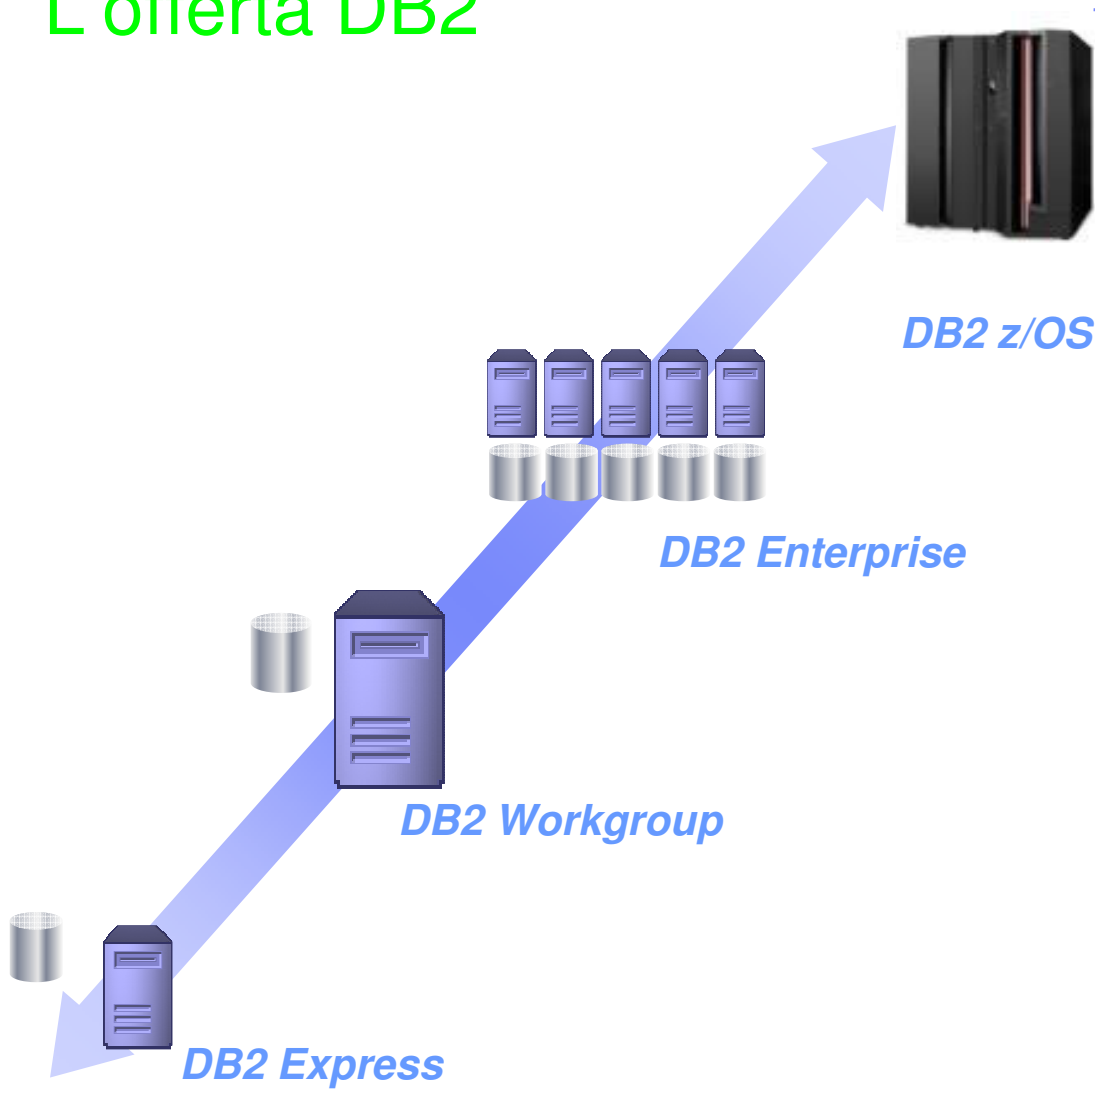 L'offerta DB2
DB2 z/OS
DB2 Enterprise
DB2 Workgroup
DB2 Express